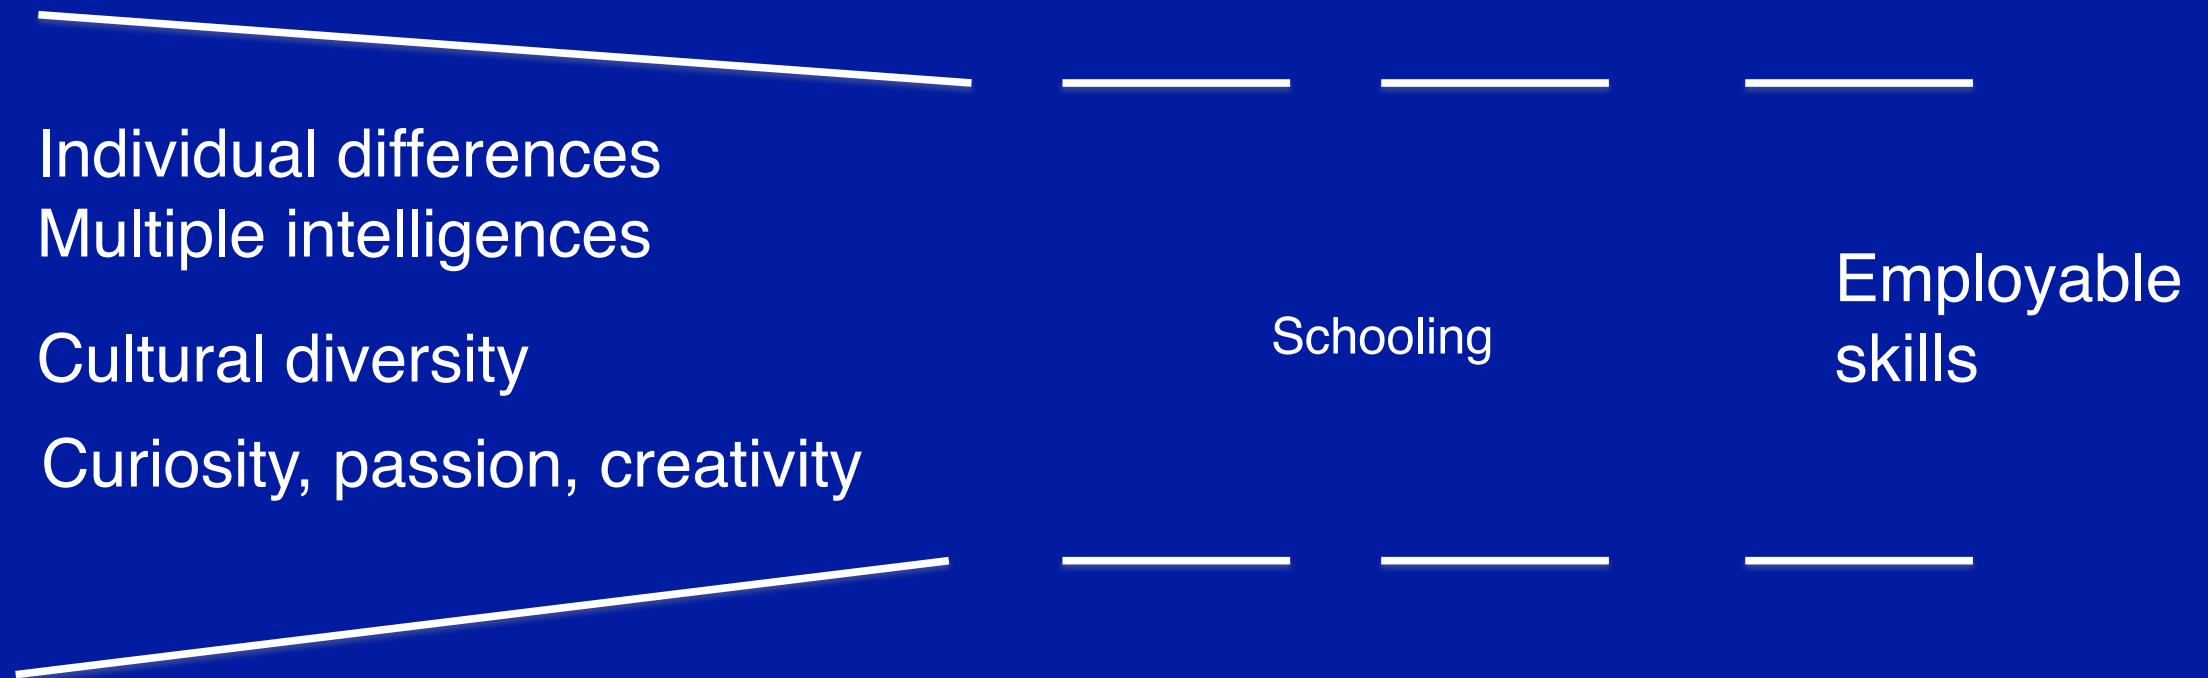 Individual differences
Multiple intelligences
Cultural diversity
Curiosity, passion, creativity
Schooling
Employable
skills